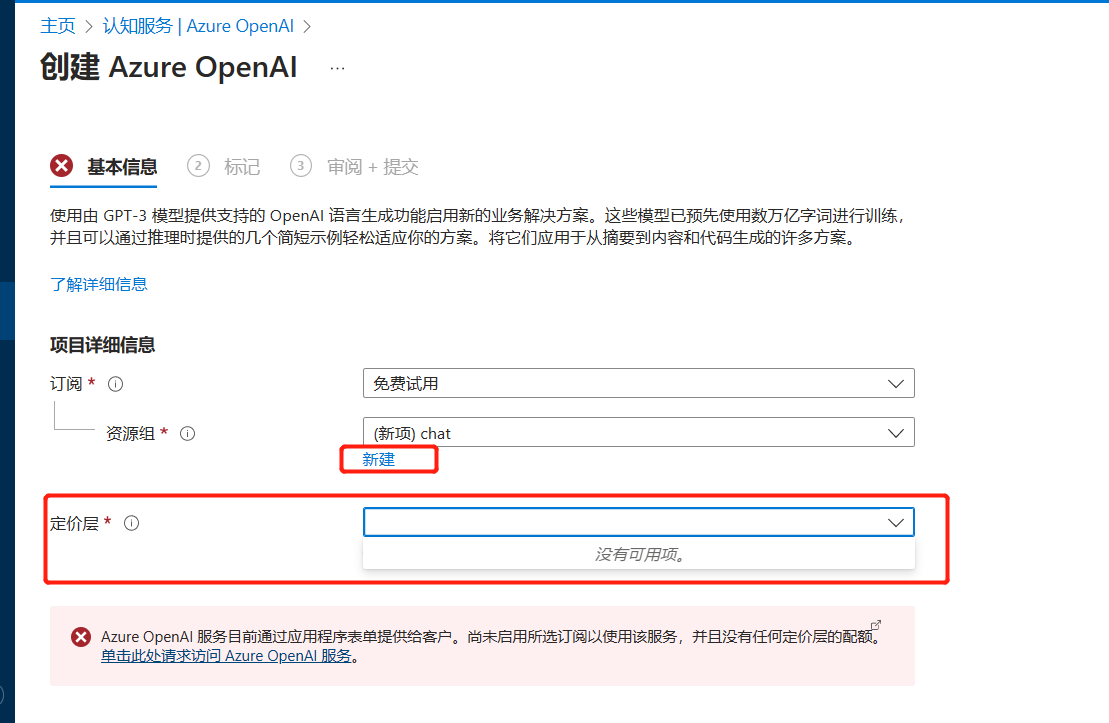 主页 > 认知服务 | Azure OpenAI >
创建 Azure OpenAI ...
基本信息 2 标记 3 审阅 + 提交
使用由 GPT-3 模型提供支持的 OpenAI 语言生成功能启用新的业务解决方案。这些模型已预先使用数万亿字词进行训练，
并且可以通过推理时提供的几个简短示例轻松适应你的方案。将它们应用于从摘要到内容和代码生成的许多方案。
了解详细信息
项目详细信息
订阅 * 免费试用
资源组 * (新项) chat
新建
定价层 *
没有可用项。
Azure OpenAI 服务目前通过应用程序表单提供给客户。尚未启用所选订阅以使用该服务，并且没有任何定价层的配额。
单击此处请求访问 Azure OpenAI 服务。